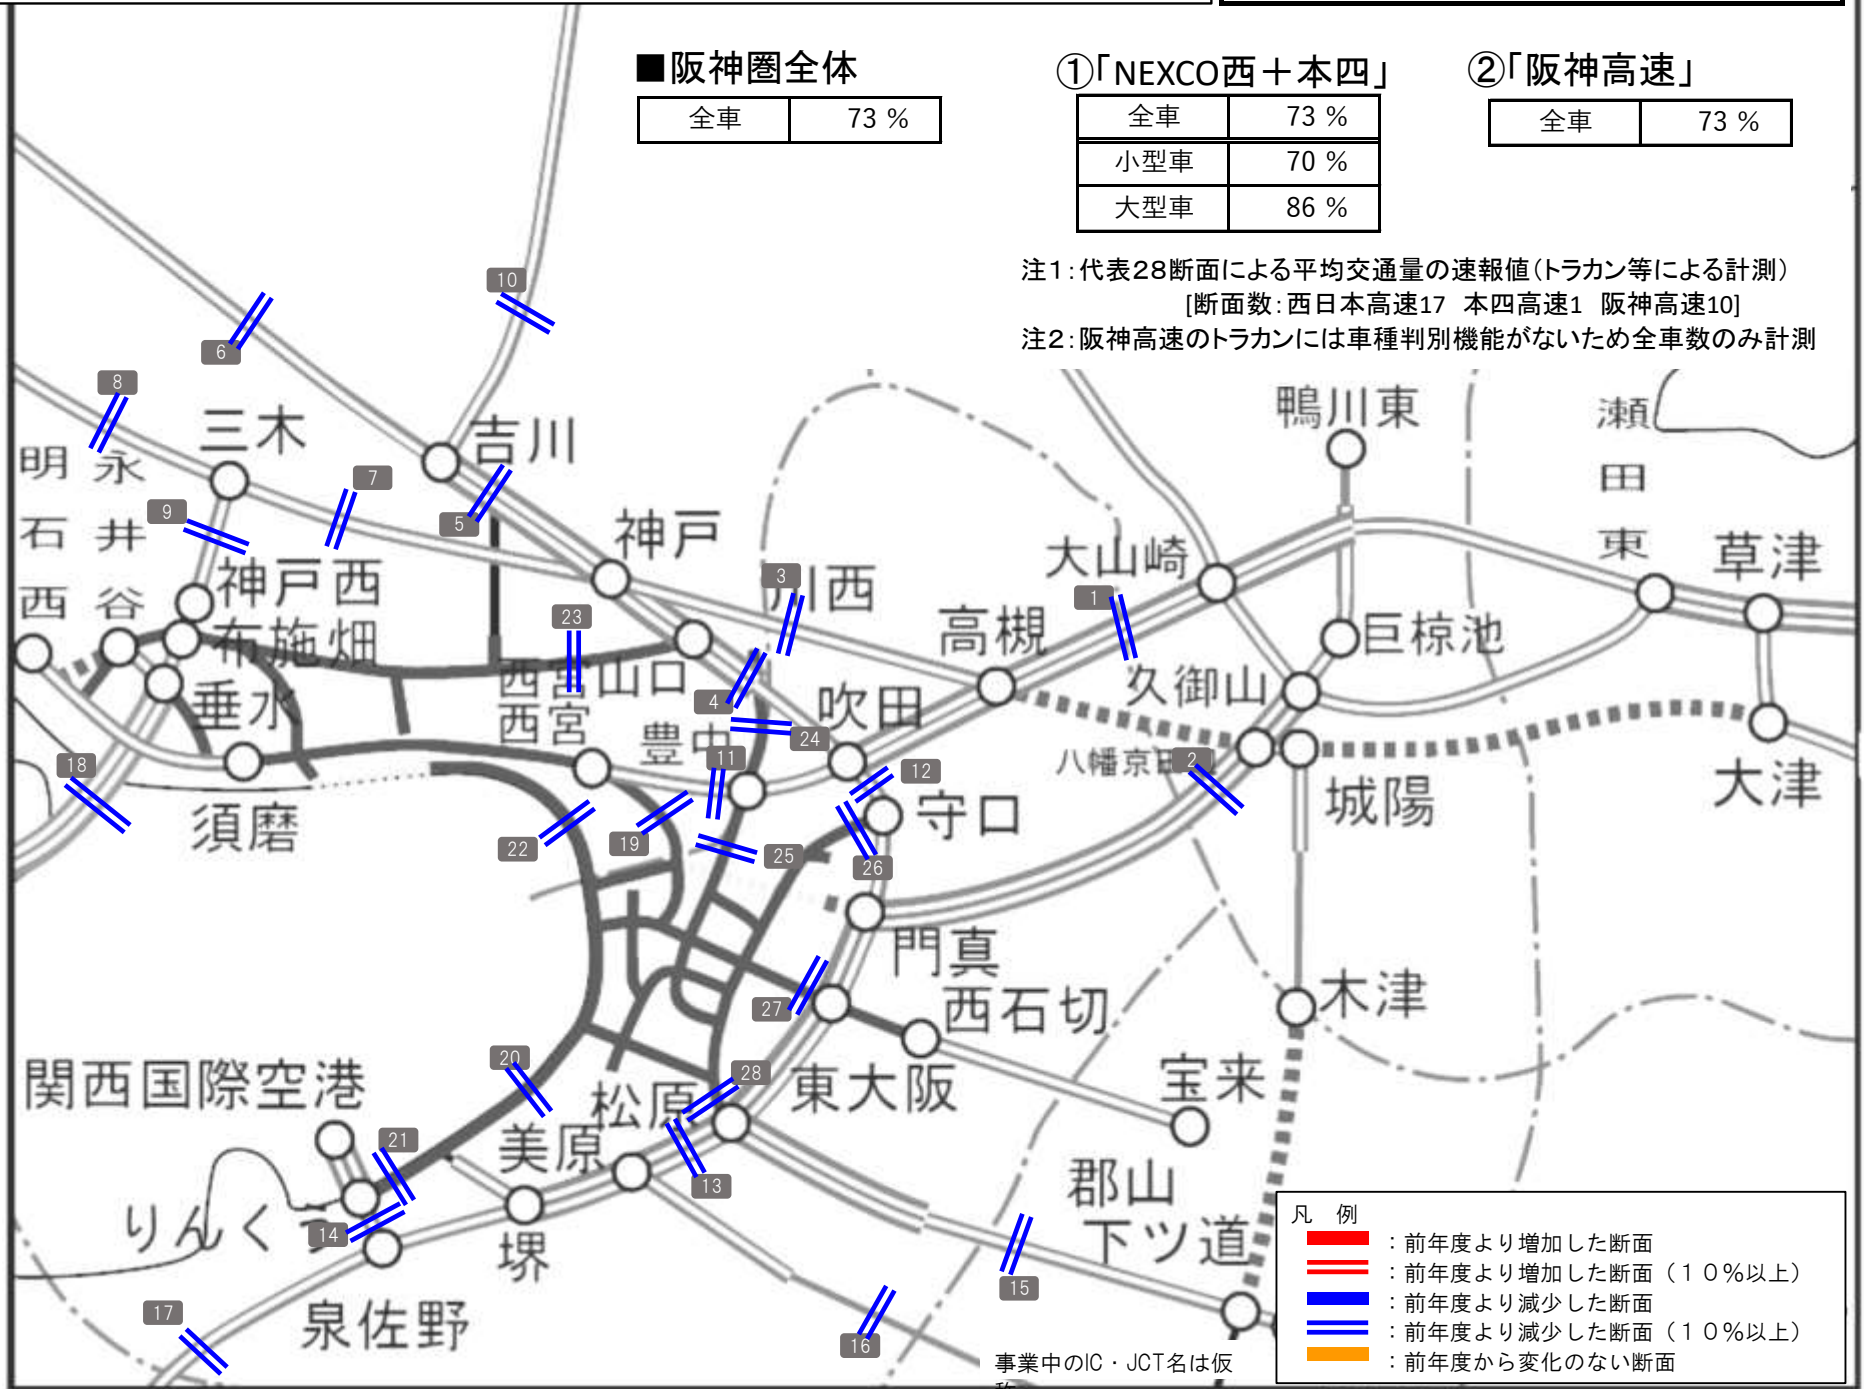 ■阪神圏全体
全車 73 %
①「NEXCO西＋本四」
全車 73 %
小型車 70 %
大型車 86 %
②「阪神高速」
全車 73 %
注1：代表28断面による平均交通量の速報値（トラカン等による計測）
[断面数：西日本高速17 本四高速1 阪神高速10]
注2：阪神高速のトラカンには車種判別機能がないため全車数のみ計測
10
6
8
三木
吉川
鴨川東
瀬田東
明石西
永井谷
7
9
5
神戸
大山崎
草津
神戸西
3
川西
1
23
高槻
巨椋池
布施畑
西宮山口
久御山
垂水
4
吹田
西宮
豊中
24
2
18
11
12
大津
城陽
須磨
守口
22
19
25
26
門真
27
西石切
木津
関西国際空港
20
28
宝来
松原
東大阪
21
美原
13
郡山
下ツ道
りんくう
14
堺
15
17
泉佐野
16
事業中のIC・JCT名は仮
凡 例
：前年度より増加した断面
：前年度より増加した断面（１０％以上）
：前年度より減少した断面
：前年度より減少した断面（１０％以上）
：前年度から変化のない断面